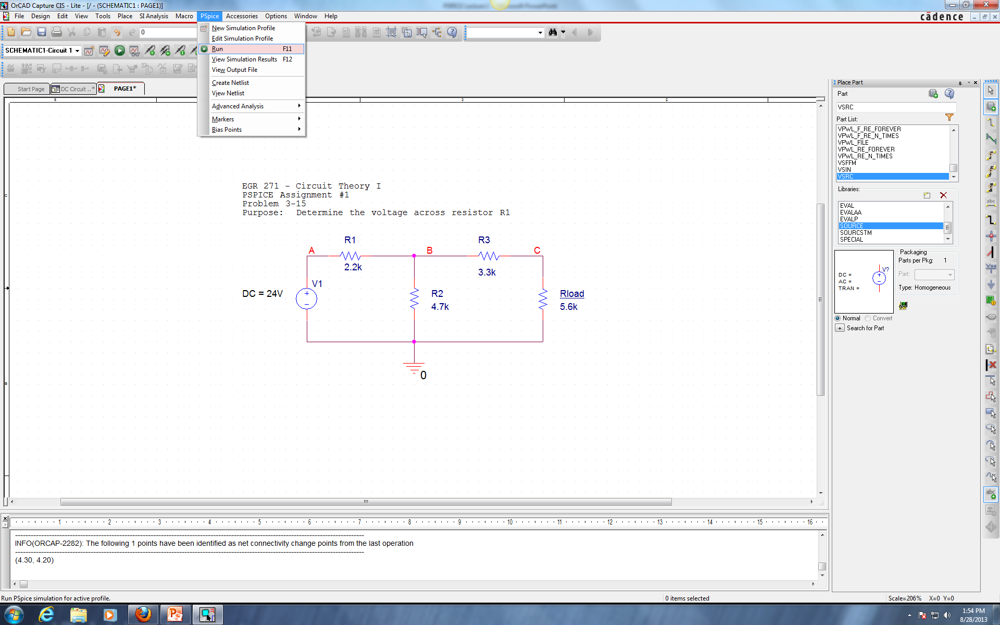 OrCAD Capture CIS - Lite - [/ - (SCHEMATIC1 : PAGE1)]
File Design Edit View Tools Place SI Analysis Macro PSpice Accessories Options Window Help
cādence
0
SCHEMATIC1-Circuit 1
New Simulation Profile
Edit Simulation Profile
Run F11
View Simulation Results F12
View Output File
Create Netlist
View Netlist
Advanced Analysis
Markers
Bias Points
Start Page
DC Circuit ..*
PAGE1*
5 3 2
C
B
EGR 271 - Circuit Theory I
PSPICE Assignment #1
Problem 3-15
Purpose: Determine the voltage across resistor R1
R1 R3
A B C
2.2k
3.3k
V1
DC = 24V
+
-
R2
4.7k
Rload
5.6k
0
Place Part
Part
VSRC
Part List:
VPWL_F_RE_FOREVER
VPWL_F_RE_N_TIMES
VPWL_FILE
VPWL_RE_FOREVER
VPWL_RE_N_TIMES
VSFFM
VSIN
VSRC
Libraries:
EVAL
EVALAA
EVALP
SOURCE
SOURCSTM
SPECIAL
DC =
AC =
TRAN =
V?
+
-
Packaging
Parts per Pkg: 1
Part:
Type: Homogeneous
Normal Convert
+ Search for Part
abc
abc
1 2 3 4 5 6 7 8 9 10 11 12 13 14 15 16
INFO(ORCAP-2282): The following 1 points have been identified as net connectivity change points from the last operation
(4.30, 4.20)
Run PSpice simulation for active profile.
0 items selected
Scale=206% X=0 Y=0
1:54 PM
8/28/2013